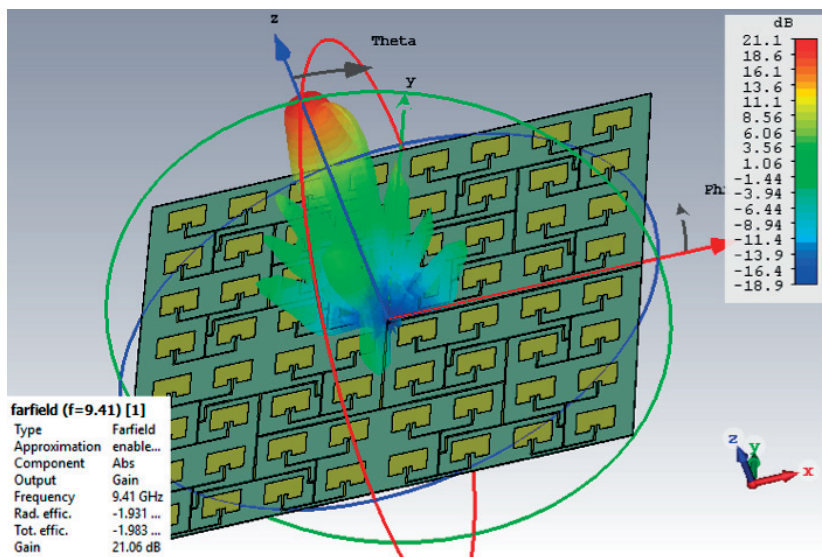 z
Theta
y
Phi
dB
21.1
18.6
16.1
13.6
11.1
8.56
6.06
3.56
1.06
-1.44
-3.94
-6.44
-8.94
-11.4
-13.9
-16.4
-18.9
farfield (f=9.41) [1]
Type Farfield
Approximation enable...
Component Abs
Output Gain
Frequency 9.41 GHz
Rad. effic. -1.931 ...
Tot. effic. -1.983 ...
Gain 21.06 dB
z
y
x